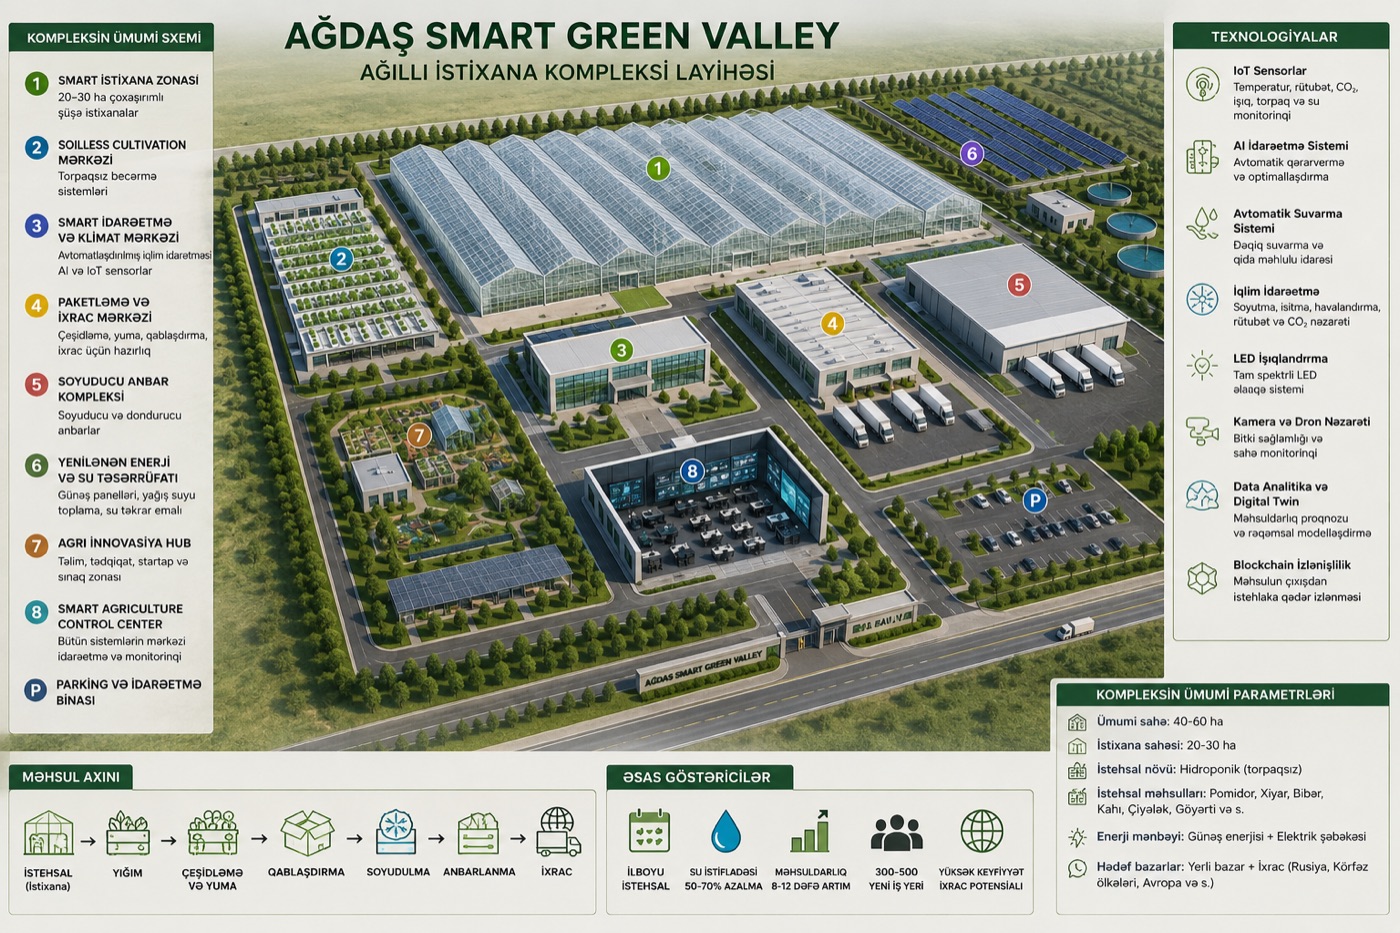 AĞDAŞ SMART GREEN VALLEY
AĞILLI İSTİXANA KOMPLEKSİ LAYİHƏSİ
KOMPLEKSİN ÜMUMİ SXEMİ
1 SMART İSTİXANA ZONASI
20–30 ha çoxaşırımlı
şüşə istixanalar
2 SOILLESS CULTIVATION
MƏRKƏZİ
Torpaqsız becərmə
sistemləri
3 SMART İDARƏETMƏ
VƏ KLİMAT MƏRKƏZİ
Avtomatlaşdırılmış iqlim idarəetməsi
AI və IoT sensorlar
4 PAKETLƏMƏ VƏ
İXRAC MƏRKƏZİ
Çeşidləmə, yuma, qablaşdırma,
ixrac üçün hazırlıq
5 SOYUDUCU ANBAR
KOMPLEKSİ
Soyuducu və dondurucu
anbarlar
6 YENİLƏNƏN ENERJİ
VƏ SU TƏSƏRRÜFATI
Günəş panelləri, yağış suyu
toplama, su təkrar emalı
7 AGRI İNNOVASİYA HUB
Təlim, tədqiqat, startap və
sınaq zonası
8 SMART AGRICULTURE
CONTROL CENTER
Bütün sistemlərin mərkəzi
idarəetmə və monitorinqi
P PARKİNG VƏ İDARƏETMƏ
BİNASI
1
2
3
4
5
6
7
8
P
AĞDAS SMART GREEN VALLEY
TEXNOLOGİYALAR
IoT Sensorlar
Temperatur, rütubət, CO₂,
işıq, torpaq və su
monitorinqi
AI İdarəetmə Sistemi
Avtomatik qərarvermə
və optimallaşdırma
Avtomatik Suvarma
Sistemi
Dəqiq suvarma və
qida məhlulu idarəsi
İqlim İdarəetmə
Soyutma, isitmə, havalandırma,
rütubət və CO₂ nəzarəti
LED İşıqlandırma
Tam spektrli LED
əlaqə sistemi
Kamera və Dron Nəzarəti
Bitki sağlamlığı və
sahə monitorinqi
Data Analitika və
Digital Twin
Məhsuldarlıq proqnozu
və rəqəmsal modelləşdirmə
Blockchain İzlənişlilik
Məhsulun çıxışdan
istehlaka qədər izlənməsi
KOMPLEKSİN ÜMUMİ PARAMETRLƏRİ
Ümumi sahə: 40-60 ha
İstixana sahəsi: 20-30 ha
İstehsal növü: Hidroponik (torpaqsız)
İstehsal məhsulları: Pomidor, Xiyar, Bibər,
Kahı, Çiyələk, Göyərti və s.
Enerji mənbəyi: Günəş enerjisi + Elektrik şəbəkəsi
Hədəf bazarlar: Yerli bazar + İxrac (Rusiya, Körfəz
ölkələri, Avropa və s.)
MƏHSUL AXINI
İSTEHSAL
(İstixana)
YIĞIM
ÇEŞİDLƏMƏ
VƏ YUMA
QABLAŞDIRMA
SOYUDULMA
ANBARLANMA
İXRAC
ƏSAS GÖSTƏRİCİLƏR
İLBOYU
İSTEHSAL
SU İSTİFLADƏSİ
50-70% AZALMA
MƏHSULDARLIQ
8-12 DƏFƏ ARTIM
300-500
YENİ İŞ YERİ
YÜKSƏK KEYFİYYƏT
İXRAC POTENSİALI